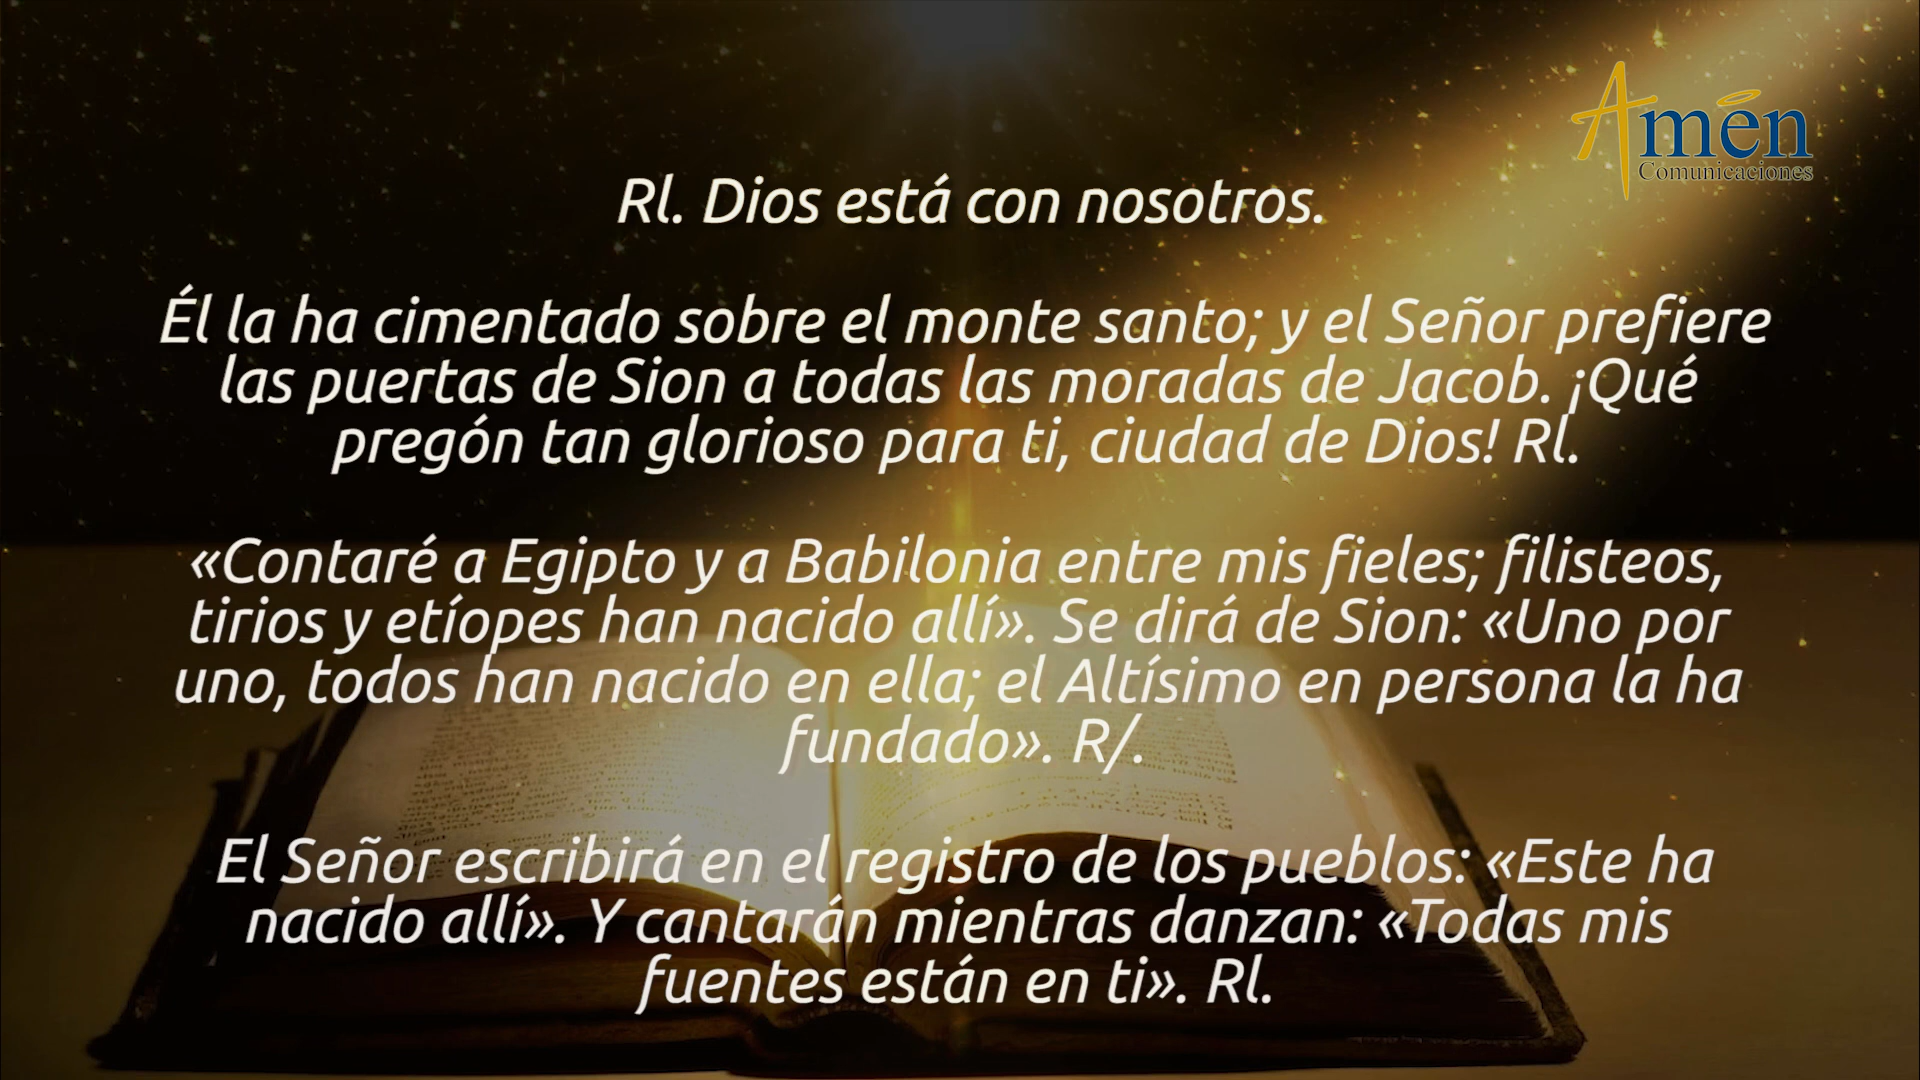 Amén
Comunicaciones
Rl. Dios está con nosotros.
Él la ha cimentado sobre el monte santo; y el Señor prefiere
las puertas de Sion a todas las moradas de Jacob. ¡Qué
pregón tan glorioso para ti, ciudad de Dios! Rl.
«Contaré a Egipto y a Babilonia entre mis fieles; filisteos,
tirios y etíopes han nacido allí». Se dirá de Sion: «Uno por
uno, todos han nacido en ella; el Altísimo en persona la ha
fundado». R/.
El Señor escribirá en el registro de los pueblos: «Este ha
nacido allí». Y cantarán mientras danzan: «Todas mis
fuentes están en ti». Rl.